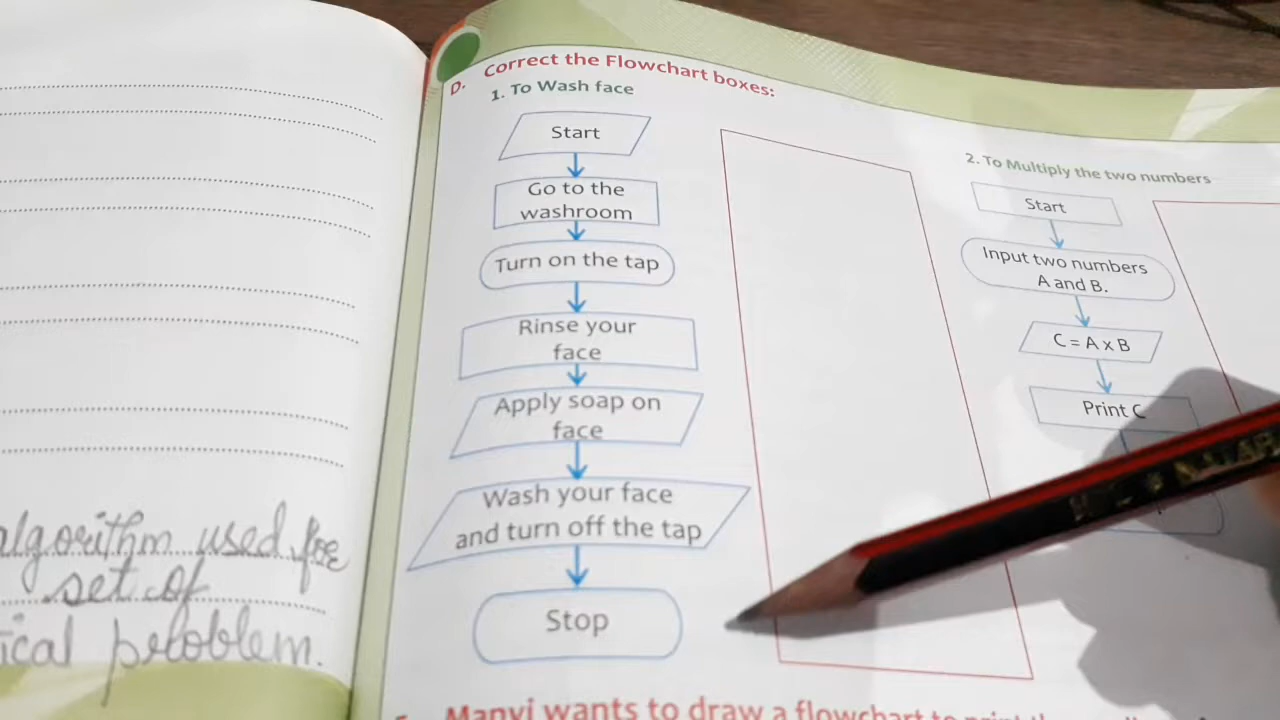 algorithm used for
set of
ical problem.
D. Correct the Flowchart boxes:
1. To Wash face
Start
Go to the
washroom
Turn on the tap
Rinse your
face
Apply soap on
face
Wash your face
and turn off the tap
Stop
2. To Multiply the two numbers
Start
Input two numbers
A and B.
C = A x B
Print C
Manvi wants to draw a flowchart to print the